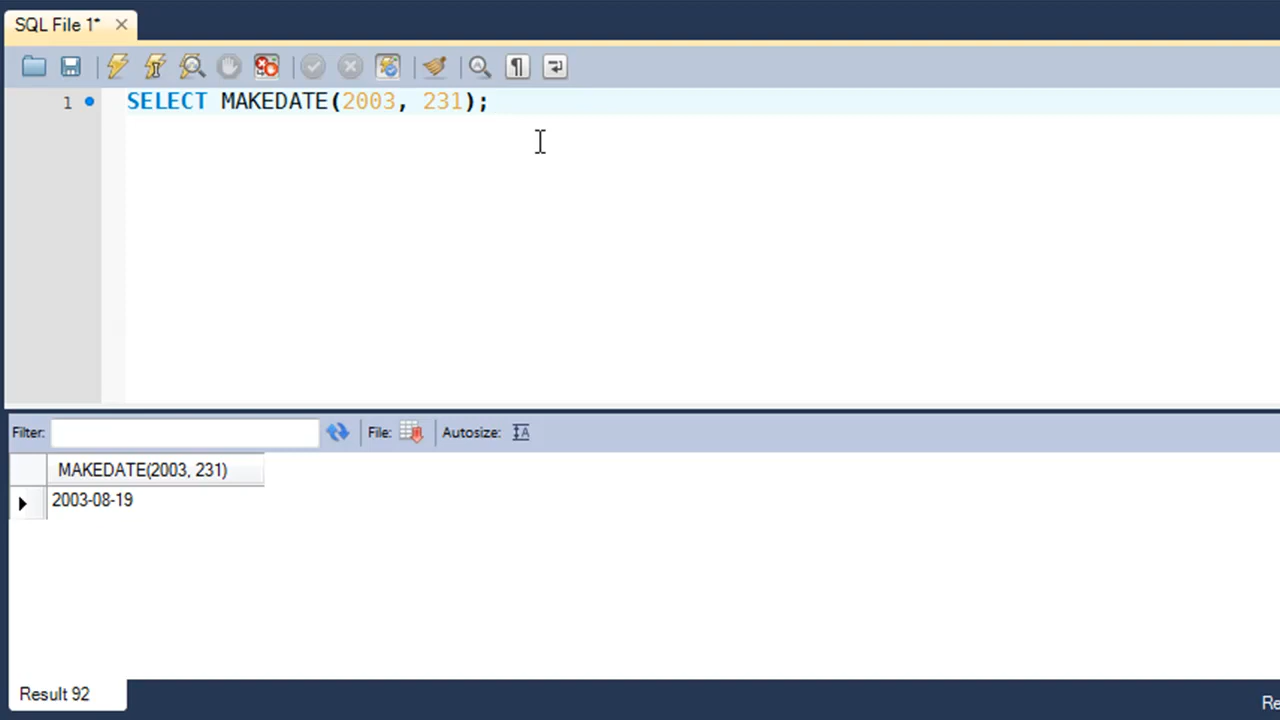 SQL File 1*
1 SELECT MAKEDATE(2003, 231);
Filter: File: Autosize:
MAKEDATE(2003, 231)
2003-08-19
Result 92
Re